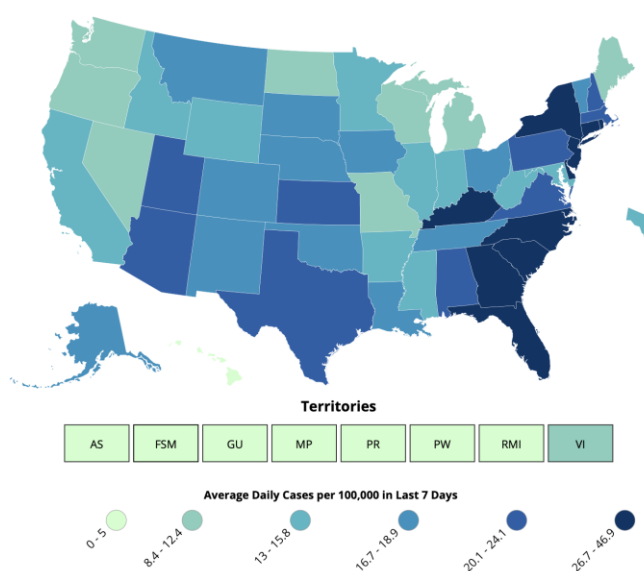 Territories
AS FSM GU MP PR PW RMI VI
Average Daily Cases per 100,000 in Last 7 Days
0 - 5 8.4 - 12.4 13 - 15.8 16.7 - 18.9 20.1 - 24.1 26.7 - 46.9